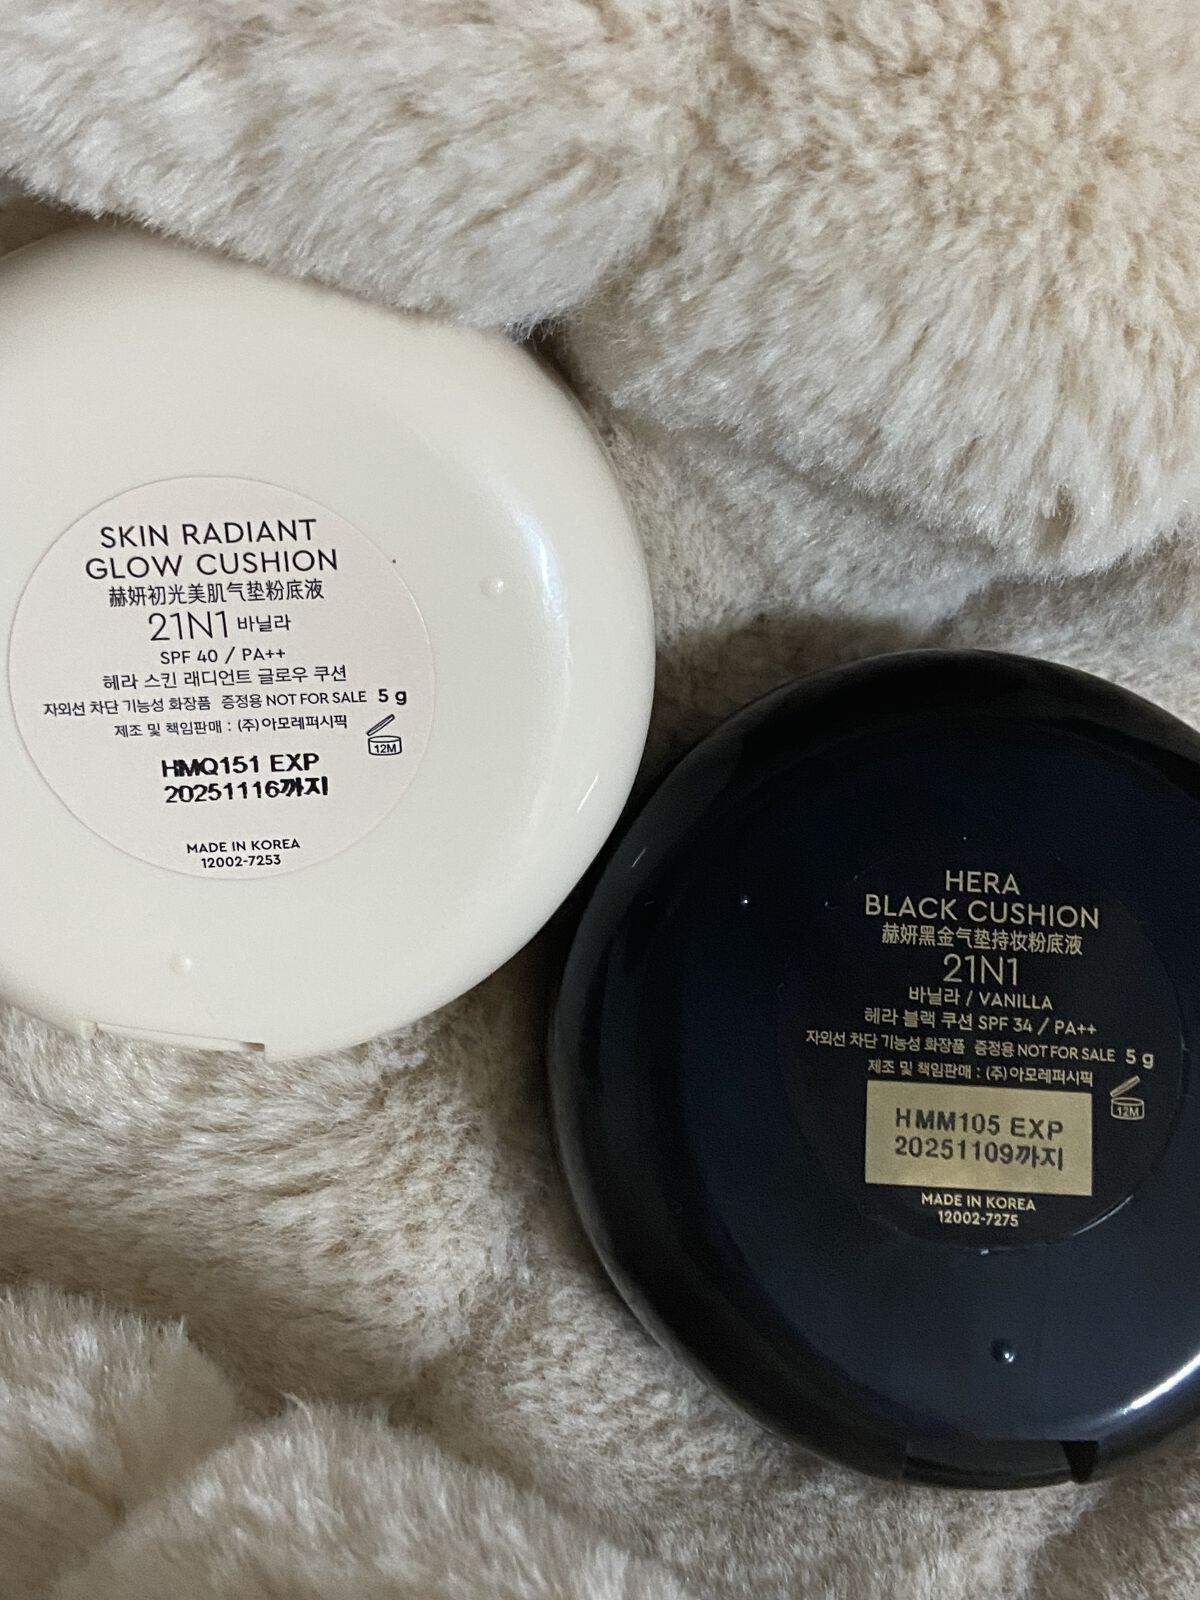 SKIN RADIANT
GLOW CUSHION
赫妍初光美肌气垫粉底液
21N1 바닐라
SPF 40 / PA++
헤라 스킨 래디언트 글로우 쿠션
자외선 차단 기능성 화장품 증정용 NOT FOR SALE 5 g
제조 및 책임판매 : (주)아모레퍼시픽
12M
HMQ151 EXP
20251116까지
MADE IN KOREA
12002-7253
HERA
BLACK CUSHION
赫妍黑金气垫持妆粉底液
21N1
바닐라 / VANILLA
헤라 블랙 쿠션 SPF 34 / PA++
자외선 차단 기능성 화장품 증정용 NOT FOR SALE 5 g
제조 및 책임판매 : (주)아모레퍼시픽
12M
HMM105 EXP
20251109까지
MADE IN KOREA
12002-7275